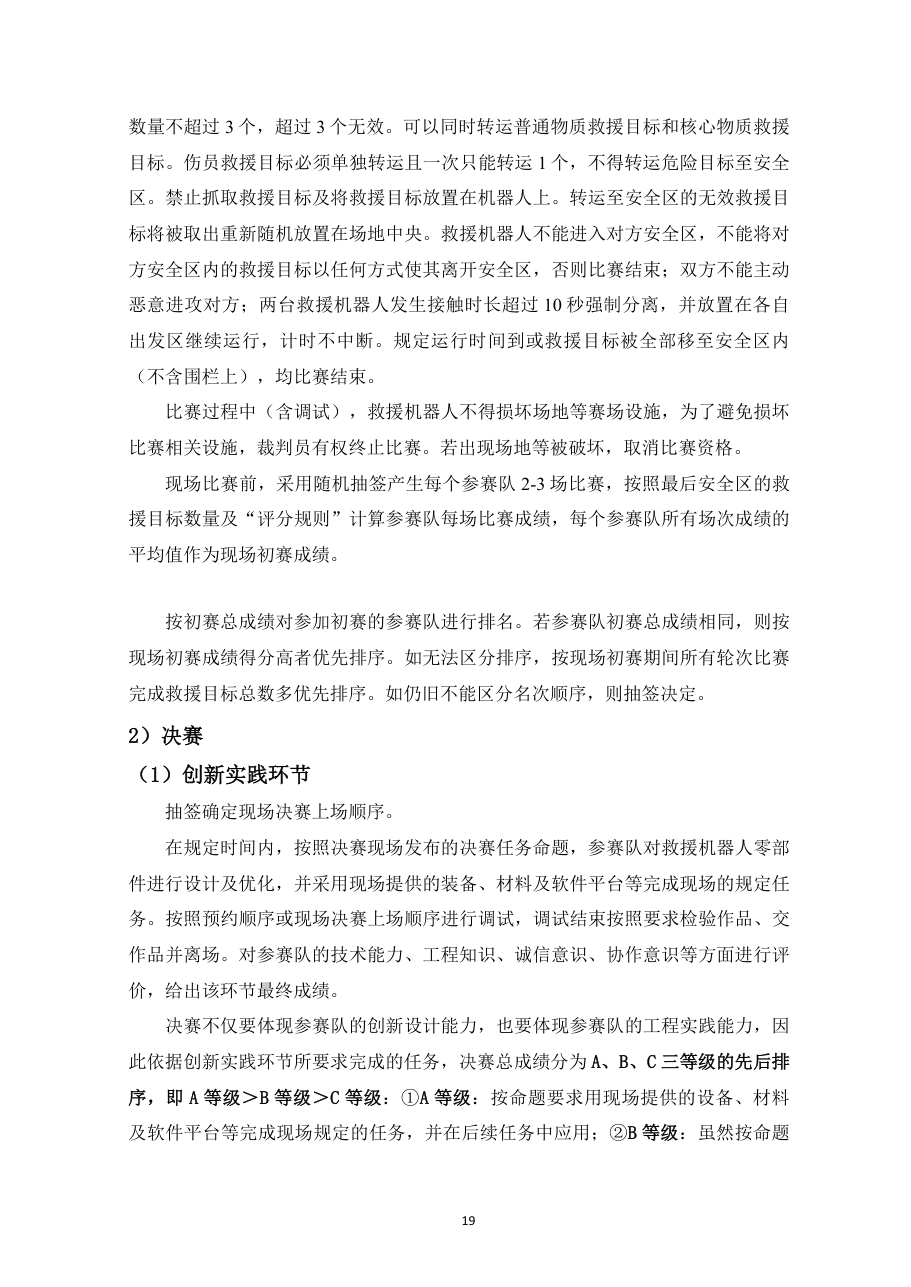 数量不超过 3 个，超过 3 个无效。可以同时转运普通物质救援目标和核心物质救援
目标。伤员救援目标必须单独转运且一次只能转运 1 个，不得转运危险目标至安全
区。禁止抓取救援目标及将救援目标放置在机器人上。转运至安全区的无效救援目
标将被取出重新随机放置在场地中央。救援机器人不能进入对方安全区，不能将对
方安全区内的救援目标以任何方式使其离开安全区，否则比赛结束；双方不能主动
恶意进攻对方；两台救援机器人发生接触时长超过 10 秒强制分离，并放置在各自
出发区继续运行，计时不中断。规定运行时间到或救援目标被全部移至安全区内
（不含围栏上），均比赛结束。
比赛过程中（含调试），救援机器人不得损坏场地等赛场设施，为了避免损坏
比赛相关设施，裁判员有权终止比赛。若出现场地等被破坏，取消比赛资格。
现场比赛前，采用随机抽签产生每个参赛队 2-3 场比赛，按照最后安全区的救
援目标数量及“评分规则”计算参赛队每场比赛成绩，每个参赛队所有场次成绩的
平均值作为现场初赛成绩。
按初赛总成绩对参加初赛的参赛队进行排名。若参赛队初赛总成绩相同，则按
现场初赛成绩得分高者优先排序。如无法区分排序，按现场初赛期间所有轮次比赛
完成救援目标总数多优先排序。如仍旧不能区分名次顺序，则抽签决定。
2）决赛
（1）创新实践环节
抽签确定现场决赛上场顺序。
在规定时间内，按照决赛现场发布的决赛任务命题，参赛队对救援机器人零部
件进行设计及优化，并采用现场提供的装备、材料及软件平台等完成现场的规定任
务。按照预约顺序或现场决赛上场顺序进行调试，调试结束按照要求检验作品、交
作品并离场。对参赛队的技术能力、工程知识、诚信意识、协作意识等方面进行评
价，给出该环节最终成绩。
决赛不仅要体现参赛队的创新设计能力，也要体现参赛队的工程实践能力，因
此依据创新实践环节所要求完成的任务，决赛总成绩分为 A、B、C 三等级的先后排
序，即 A 等级＞B 等级＞C 等级：①A 等级：按命题要求用现场提供的设备、材料
及软件平台等完成现场规定的任务，并在后续任务中应用；②B 等级：虽然按命题
19